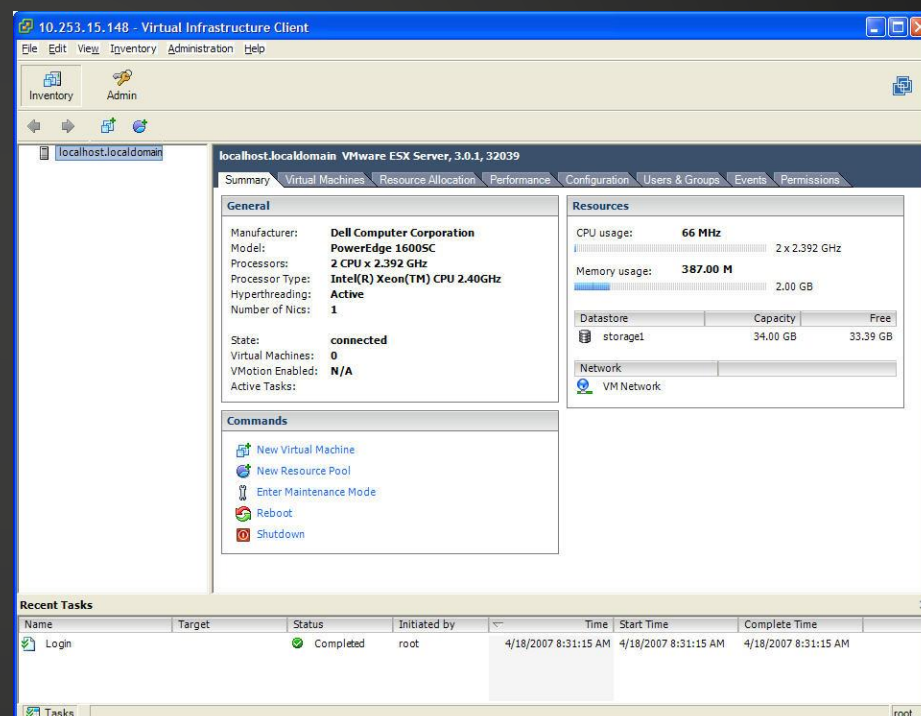 10.253.15.148 - Virtual Infrastructure Client
File Edit View Inventory Administration Help
Inventory Admin
localhost.localdomain
localhost.localdomain VMware ESX Server, 3.0.1, 32039
Summary Virtual Machines Resource Allocation Performance Configuration Users & Groups Events Permissions
General
Manufacturer: Dell Computer Corporation
Model: PowerEdge 1600SC
Processors: 2 CPU x 2.392 GHz
Processor Type: Intel(R) Xeon(TM) CPU 2.40GHz
Hyperthreading: Active
Number of Nics: 1
State: connected
Virtual Machines: 0
VMotion Enabled: N/A
Active Tasks:
Resources
CPU usage: 66 MHz
2 x 2.392 GHz
Memory usage: 387.00 M
2.00 GB
Datastore Capacity Free
storage1 34.00 GB 33.39 GB
Network
VM Network
Commands
New Virtual Machine
New Resource Pool
Enter Maintenance Mode
Reboot
Shutdown
Recent Tasks
Name Target Status Initiated by Time Start Time Complete Time
Login Completed root 4/18/2007 8:31:15 AM 4/18/2007 8:31:15 AM 4/18/2007 8:31:15 AM
Tasks root